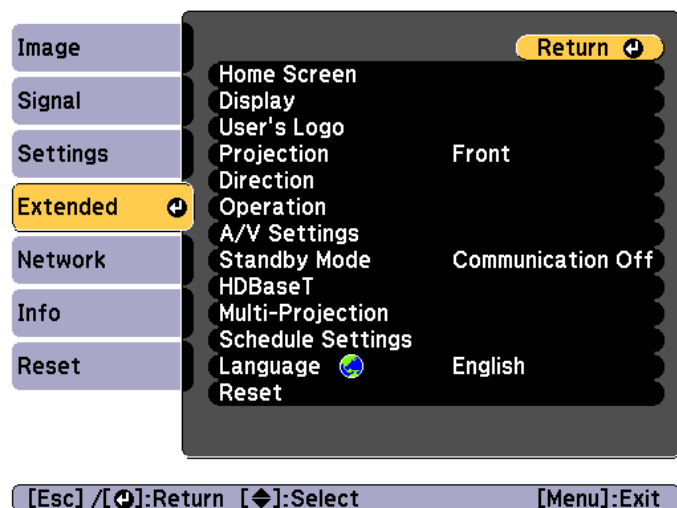 Image
Signal
Settings
Extended
Network
Info
Reset
Return
Home Screen
Display
User's Logo
Projection Front
Direction
Operation
A/V Settings
Standby Mode Communication Off
HDBaseT
Multi-Projection
Schedule Settings
Language English
Reset
[Esc] /[ ]:Return [ ]:Select [Menu]:Exit